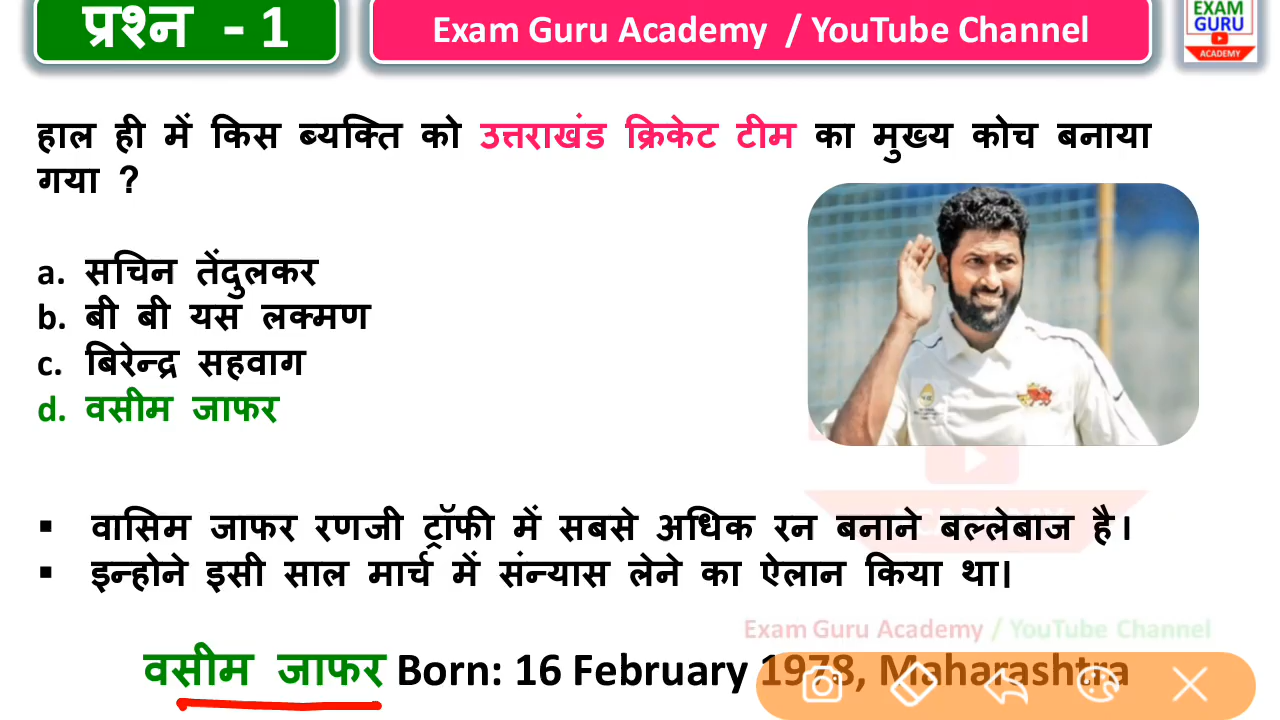 प्रश्न - 1
Exam Guru Academy / YouTube Channel
EXAM
GURU
ACADEMY
हाल ही में किस ब्यक्ति को उत्तराखंड क्रिकेट टीम का मुख्य कोच बनाया
गया ?
a. सचिन तेंदुलकर
b. बी बी यस लक्मण
c. बिरेन्द्र सहवाग
d. वसीम जाफर
▪ वासिम जाफर रणजी ट्रॉफी में सबसे अधिक रन बनाने बल्लेबाज है।
▪ इन्होने इसी साल मार्च में संन्यास लेने का ऐलान किया था।
Exam Guru Academy / YouTube Channel
वसीम जाफर Born: 16 February 1978, Maharashtra